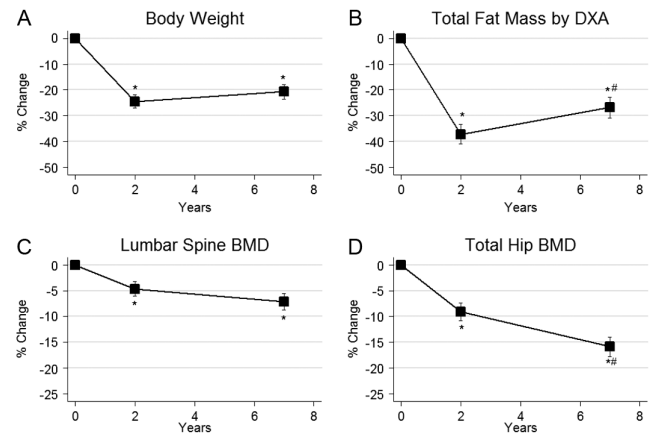 A Body Weight
0
-10
-20
-30
-40
-50
% Change
* *
0 2 4 6 8
Years
B Total Fat Mass by DXA
0
-10
-20
-30
-40
-50
% Change
* *#
0 2 4 6 8
Years
C Lumbar Spine BMD
0
-5
-10
-15
-20
-25
% Change
* *
0 2 4 6 8
Years
D Total Hip BMD
0
-5
-10
-15
-20
-25
% Change
* *#
0 2 4 6 8
Years